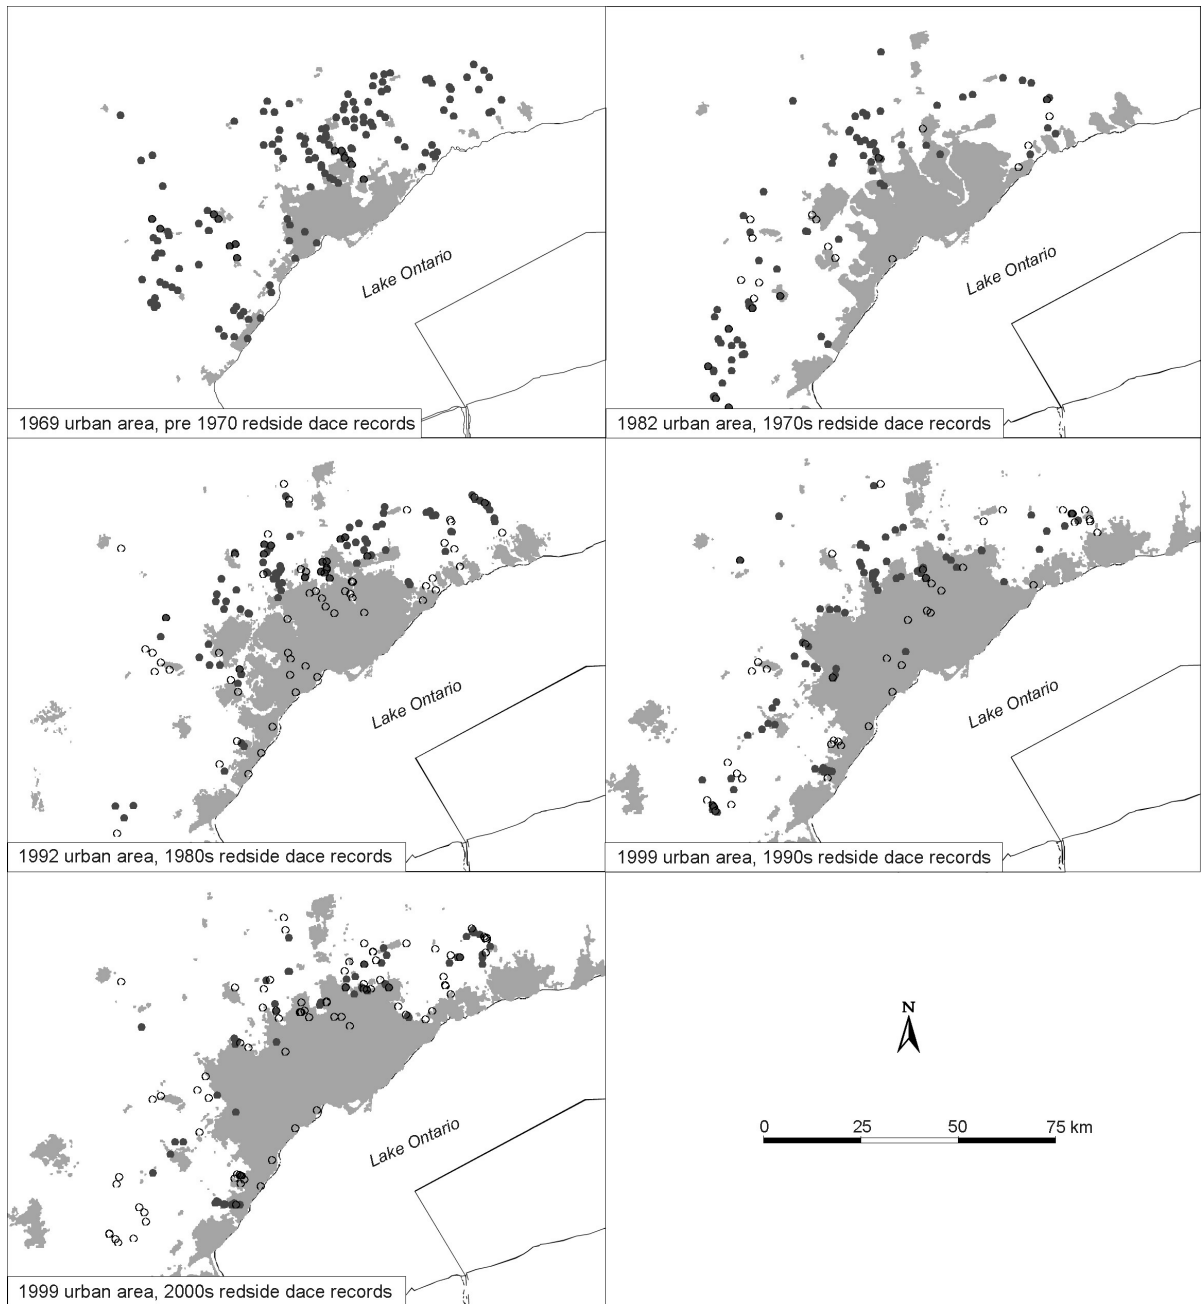 Lake Ontario
1969 urban area, pre 1970 redside dace records
Lake Ontario
1982 urban area, 1970s redside dace records
Lake Ontario
1992 urban area, 1980s redside dace records
Lake Ontario
1999 urban area, 1990s redside dace records
Lake Ontario
1999 urban area, 2000s redside dace records
N
0 25 50 75 km